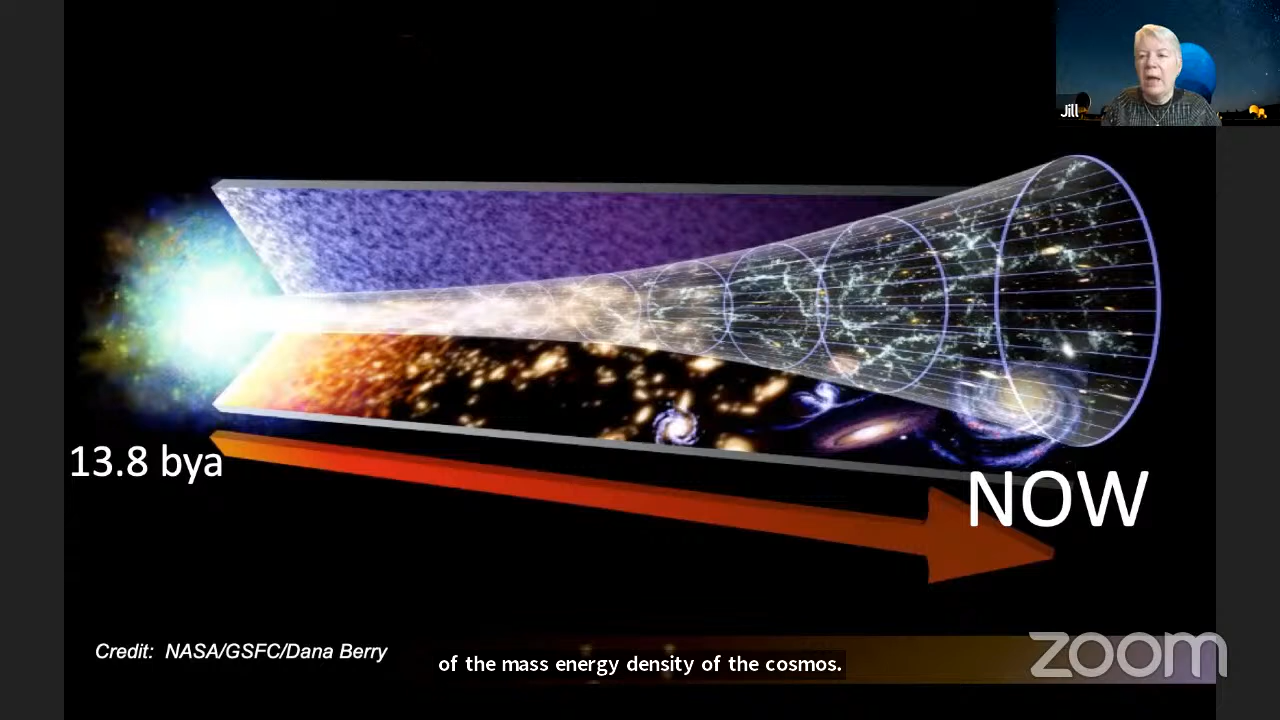 Jill
13.8 bya
NOW
Credit: NASA/GSFC/Dana Berry
of the mass energy density of the cosmos.
zoom